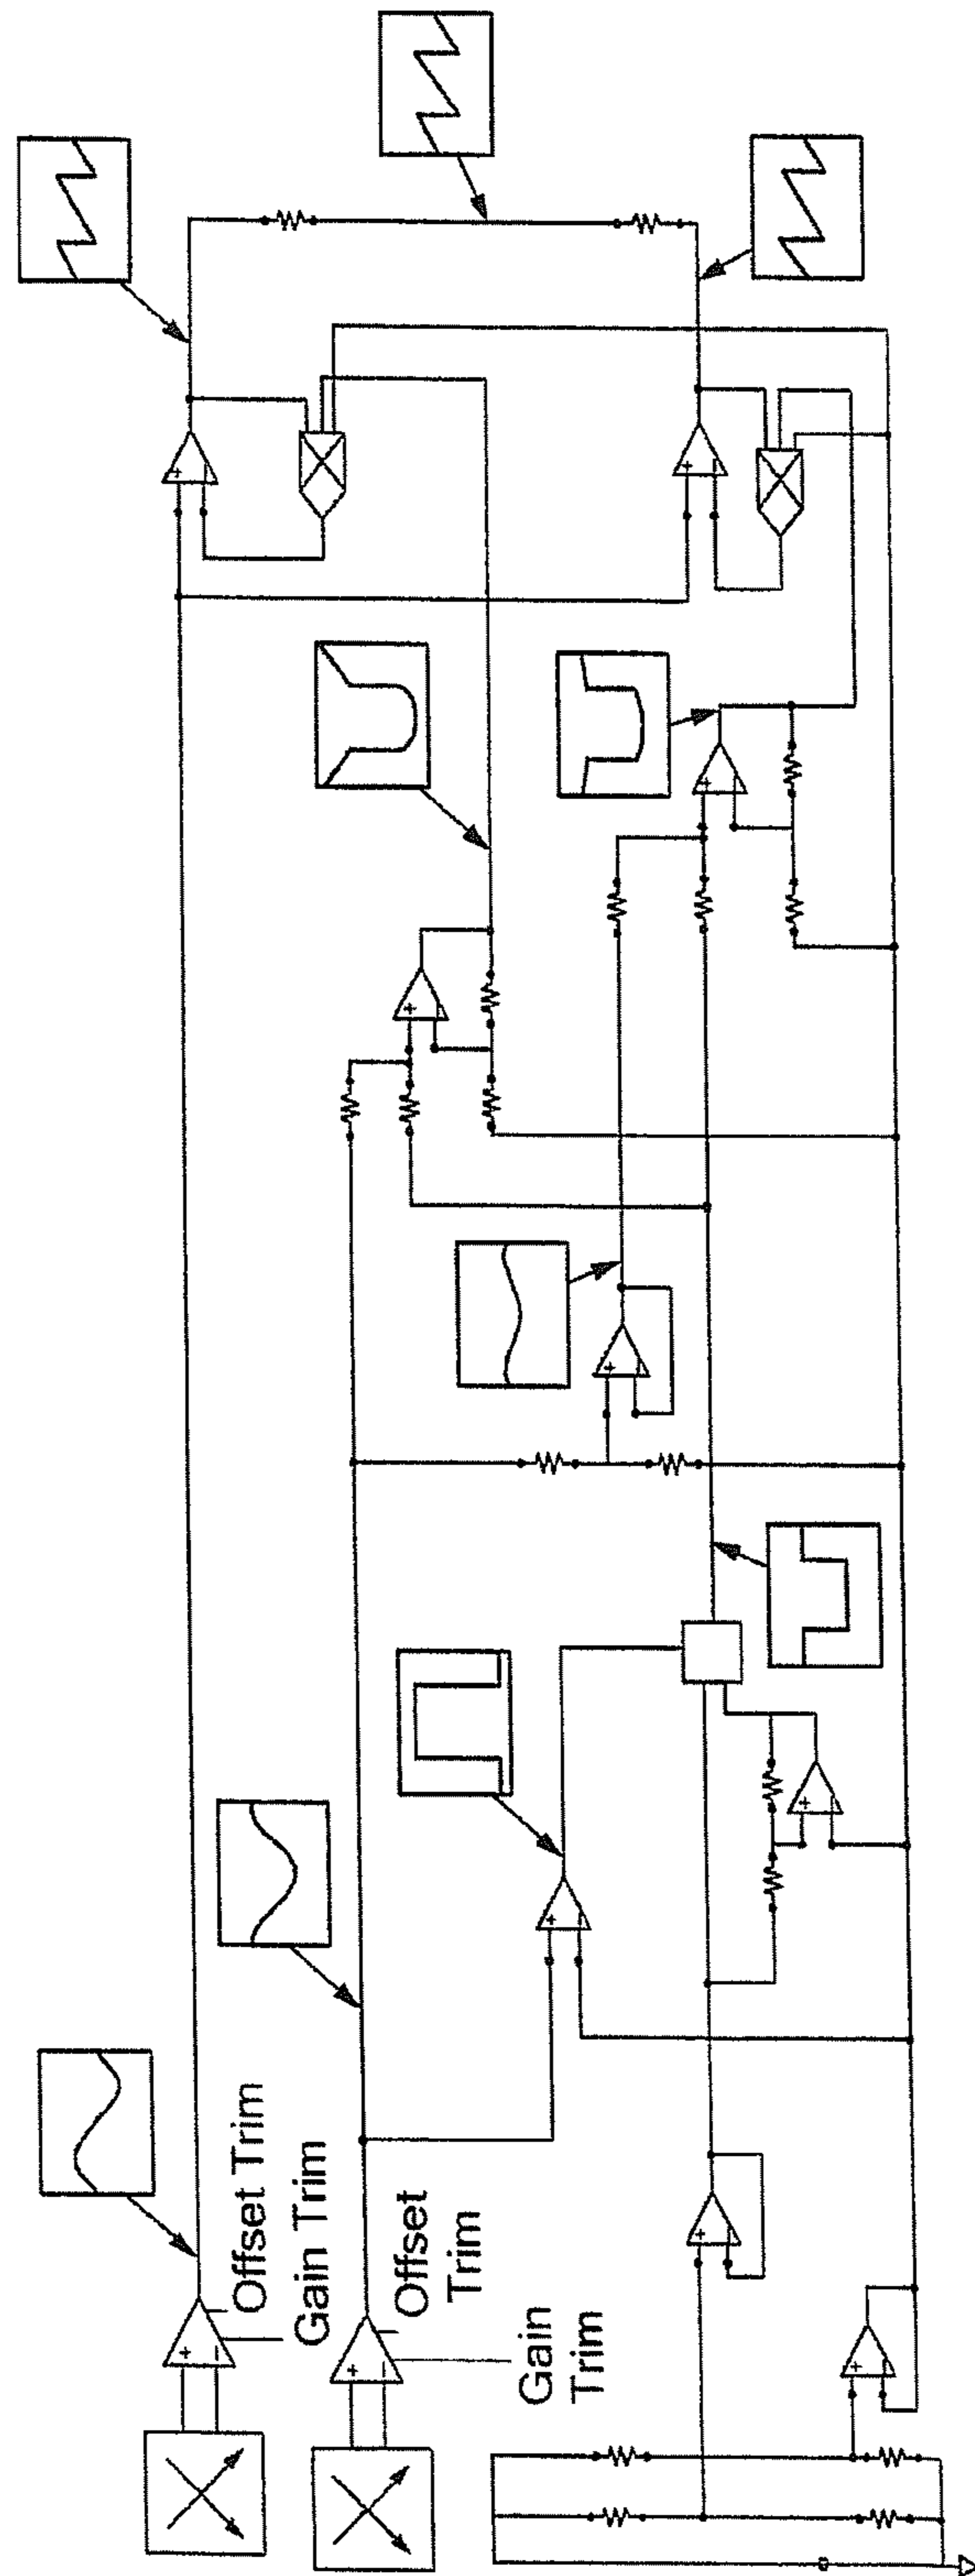 Offset Trim
Gain Trim
Offset
Trim
Gain
Trim